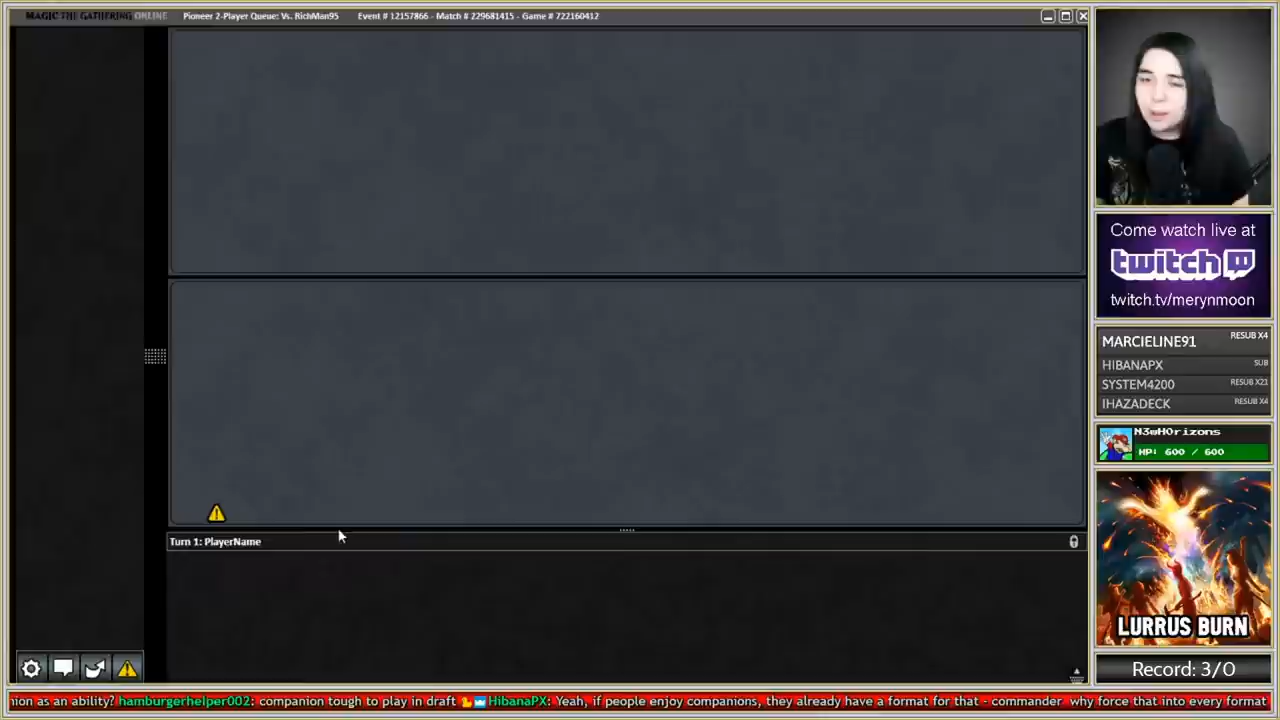 MAGIC THE GATHERING ONLINE Pioneer 2-Player Queue: Vs. RichMan95 Event # 12157866 - Match # 229681415 - Game # 722160412
Come watch live at
twitch
twitch.tv/merynmoon
MARCIELINE91 RESUB X4
HIBANAPX SUB
SYSTEM4200 RESUB X21
IHAZADECK RESUB X4
N3wH0rizons
HP: 600 / 600
Turn 1: PlayerName
LURRUS BURN
Record: 3/0
nion as an ability? hamburgerhelper002: companion tough to play in draft HibanaPX: Yeah, if people enjoy companions, they already have a format for that - commander why force that into every format